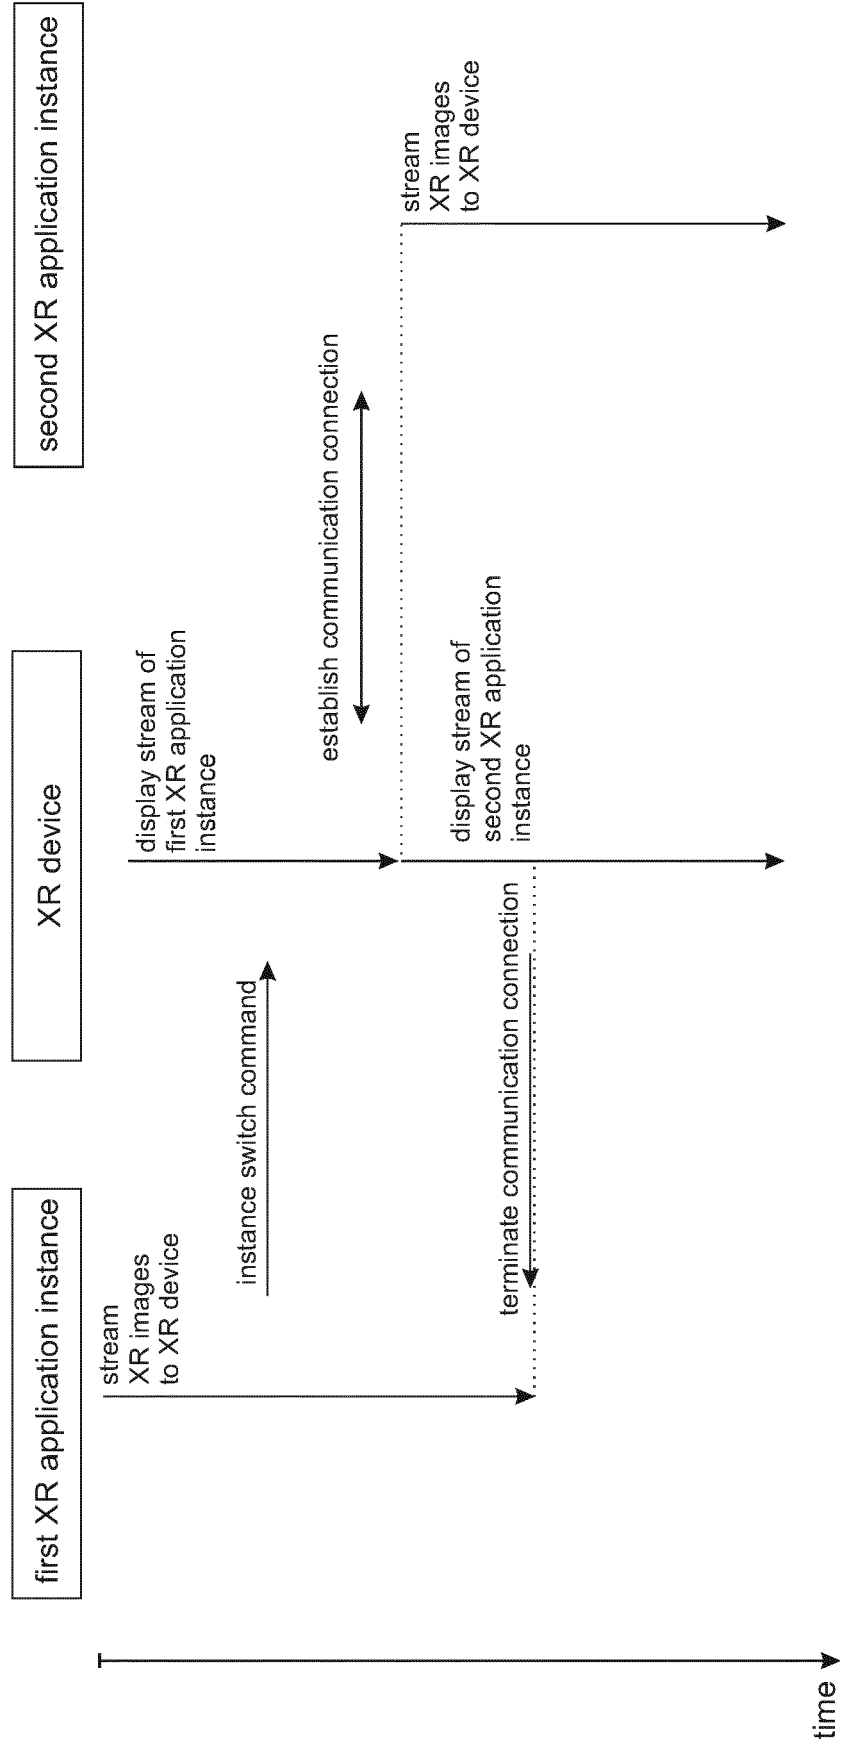 first XR application instance
XR device
second XR application instance
stream
XR images
to XR device
display stream of
first XR application
instance
instance switch command
establish communication connection
stream
XR images
to XR device
display stream of
second XR application
instance
terminate communication connection
time